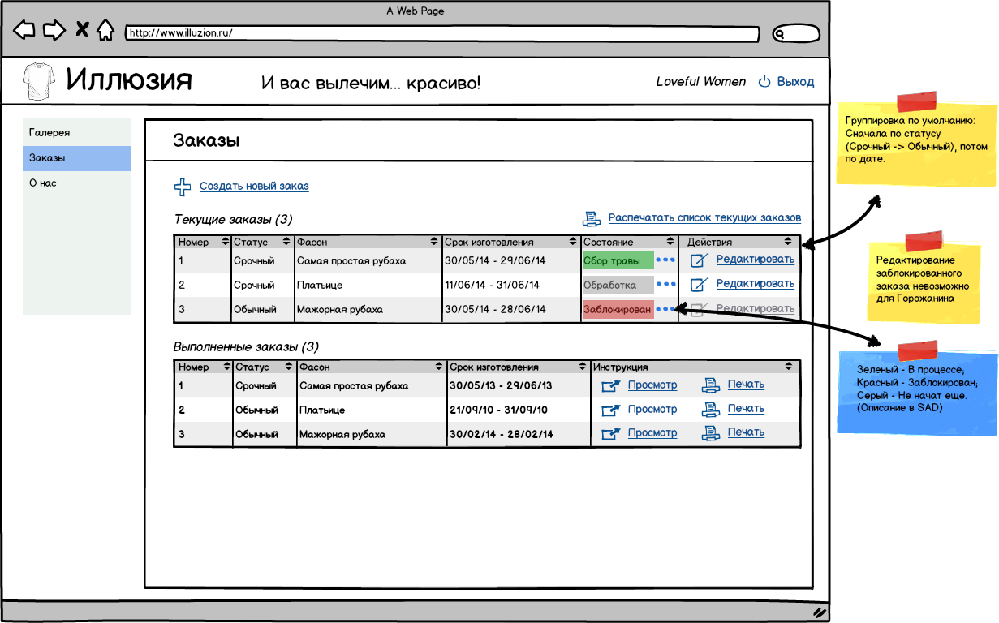 A Web Page
http://www.illuzion.ru/
Иллюзия
И вас вылечим... красиво!
Loveful Women
Выход
Галерея
Заказы
О нас
Заказы
Создать новый заказ
Текущие заказы (3)
Распечатать список текущих заказов
Номер Статус Фасон Срок изготовления Состояние Действия
1 Срочный Самая простая рубаха 30/05/14 - 29/06/14 Сбор травы Редактировать
2 Срочный Платьице 11/06/14 - 31/06/14 Обработка Редактировать
3 Обычный Мажорная рубаха 30/05/14 - 28/06/14 Заблокирован Редактировать
Выполненные заказы (3)
Номер Статус Фасон Срок изготовления Инструкция
1 Срочный Самая простая рубаха 30/05/13 - 29/06/13 Просмотр Печать
2 Обычный Платьице 21/09/10 - 31/09/10 Просмотр Печать
3 Обычный Мажорная рубаха 30/02/14 - 28/02/14 Просмотр Печать
Группировка по умолчанию:
Сначала по статусу
(Срочный -> Обычный), потом
по дате.
Редактирование
заблокированного
заказа невозможно
для Горожанина
Зеленый - В процессе;
Красный - Заблокирован;
Серый - Не начат еще.
(Описание в SAD)